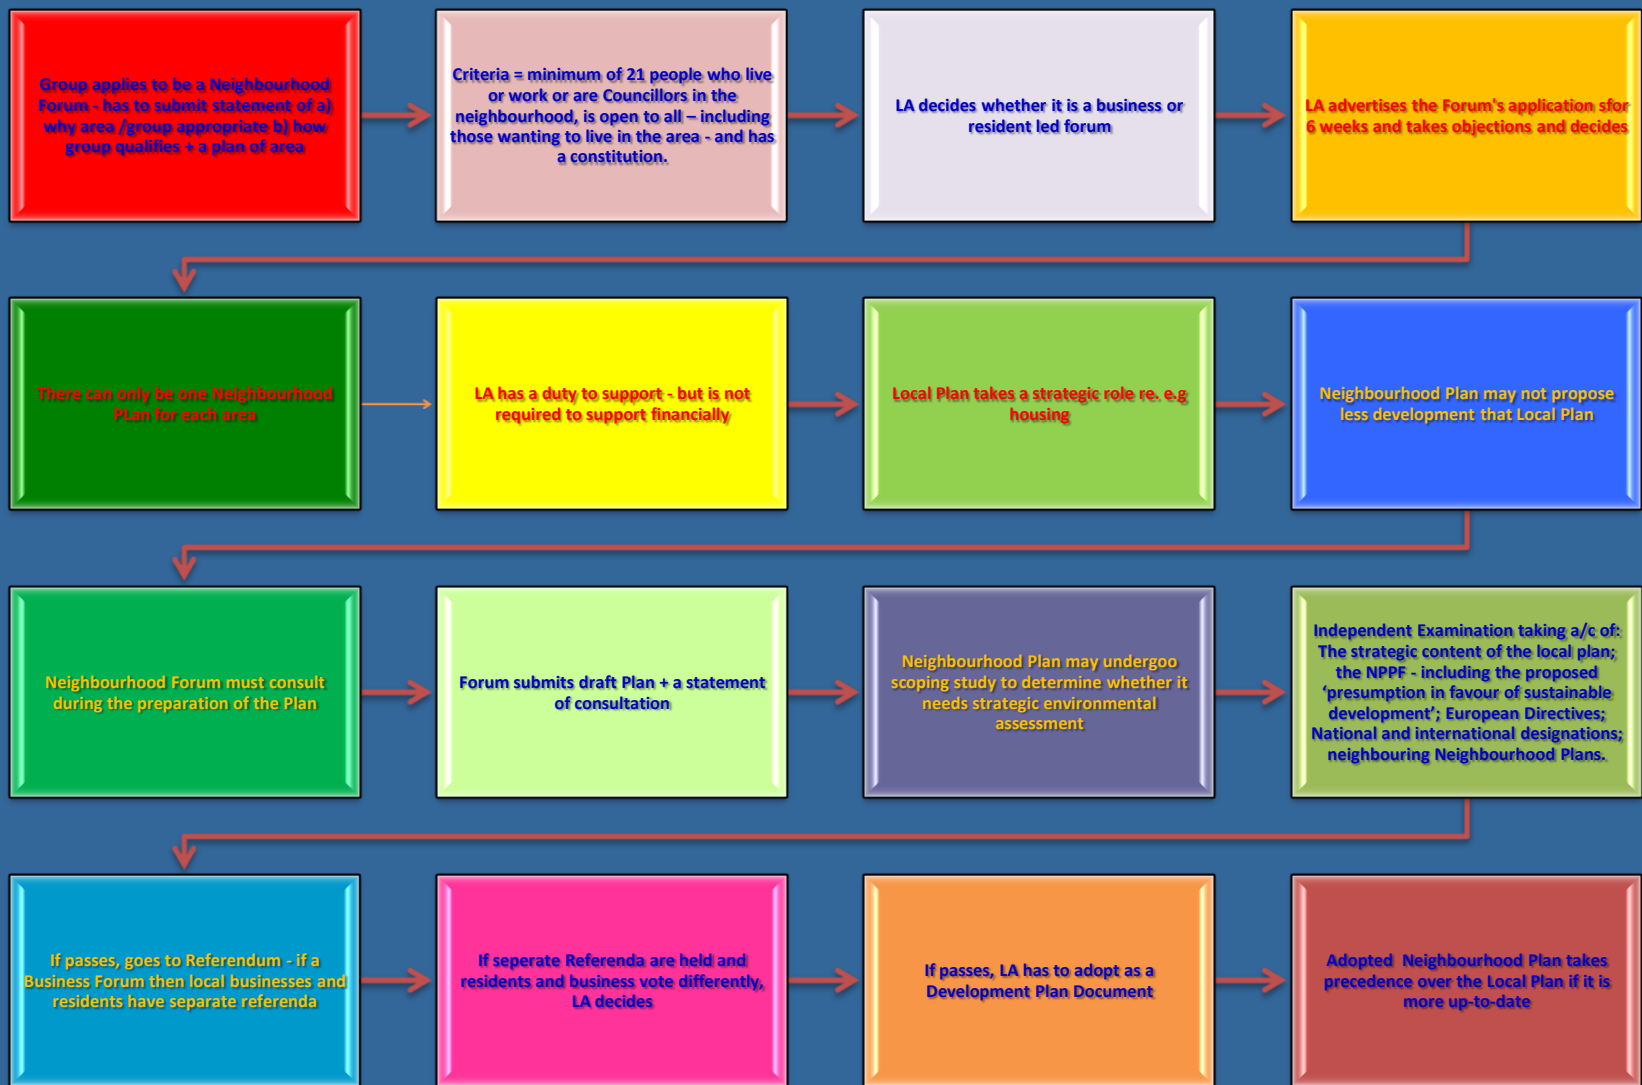 Group applies to be a Neighbourhood
Forum - has to submit statement of a)
why area /group appropriate b) how
group qualifies + a plan of area
Criteria = minimum of 21 people who live
or work or are Councillors in the
neighbourhood, is open to all – including
those wanting to live in the area - and has
a constitution.
LA decides whether it is a business or
resident led forum
LA advertises the Forum's application sfor
6 weeks and takes objections and decides
There can only be one Neighbourhood
PLan for each area
LA has a duty to support - but is not
required to support financially
Local Plan takes a strategic role re. e.g
housing
Neighbourhood Plan may not propose
less development that Local Plan
Neighbourhood Forum must consult
during the preparation of the Plan
Forum submits draft Plan + a statement
of consultation
Neighbourhood Plan may undergoo
scoping study to determine whether it
needs strategic environmental
assessment
Independent Examination taking a/c of:
The strategic content of the local plan;
the NPPF - including the proposed
‘presumption in favour of sustainable
development’; European Directives;
National and international designations;
neighbouring Neighbourhood Plans.
If passes, goes to Referendum - if a
Business Forum then local businesses and
residents have separate referenda
If seperate Referenda are held and
residents and business vote differently,
LA decides
If passes, LA has to adopt as a
Development Plan Document
Adopted  Neighbourhood Plan takes
precedence over the Local Plan if it is
more up-to-date